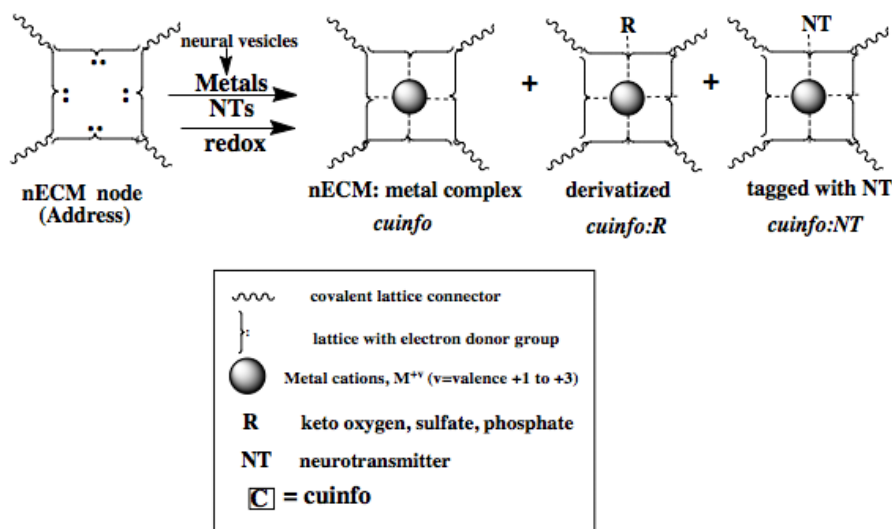 neural vesicles
Metals
NTs
redox
+
R
+
NT
nECM node
(Address)
nECM: metal complex
cuinfo
derivatized
cuinfo:R
tagged with NT
cuinfo:NT
covalent lattice connector
: lattice with electron donor group
Metal cations, M+v (v=valence +1 to +3)
R keto oxygen, sulfate, phosphate
NT neurotransmitter
C = cuinfo